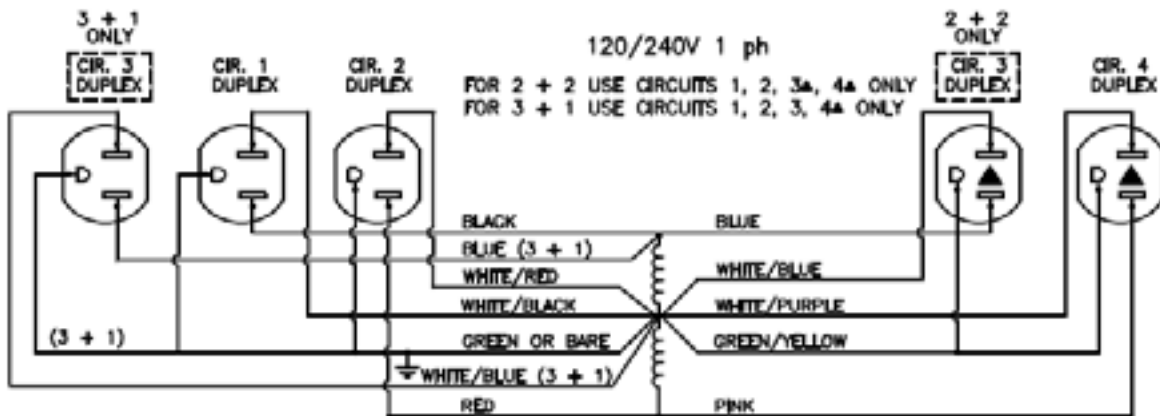 3 + 1
ONLY
CIR. 3
DUPLEX
CIR. 1
DUPLEX
CIR. 2
DUPLEX
120/240V 1 ph
FOR 2 + 2 USE CIRCUITS 1, 2, 3▲, 4▲ ONLY
FOR 3 + 1 USE CIRCUITS 1, 2, 3, 4▲ ONLY
2 + 2
ONLY
CIR. 3
DUPLEX
CIR. 4
DUPLEX
BLACK
BLUE
BLUE (3 + 1)
WHITE/RED
WHITE/BLUE
WHITE/BLACK
WHITE/PURPLE
(3 + 1)
GREEN OR BARE
GREEN/YELLOW
WHITE/BLUE (3 + 1)
RED
PINK